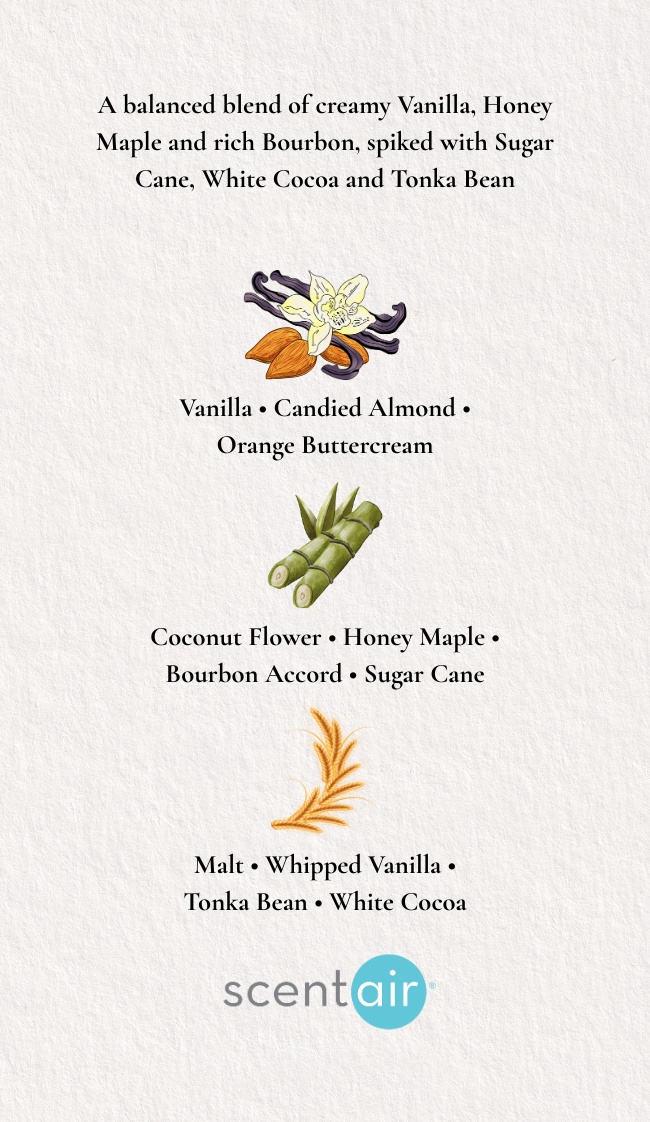 A balanced blend of creamy Vanilla, Honey
Maple and rich Bourbon, spiked with Sugar
Cane, White Cocoa and Tonka Bean
Vanilla • Candied Almond •
Orange Buttercream
Coconut Flower • Honey Maple •
Bourbon Accord • Sugar Cane
Malt • Whipped Vanilla •
Tonka Bean • White Cocoa
scentair®